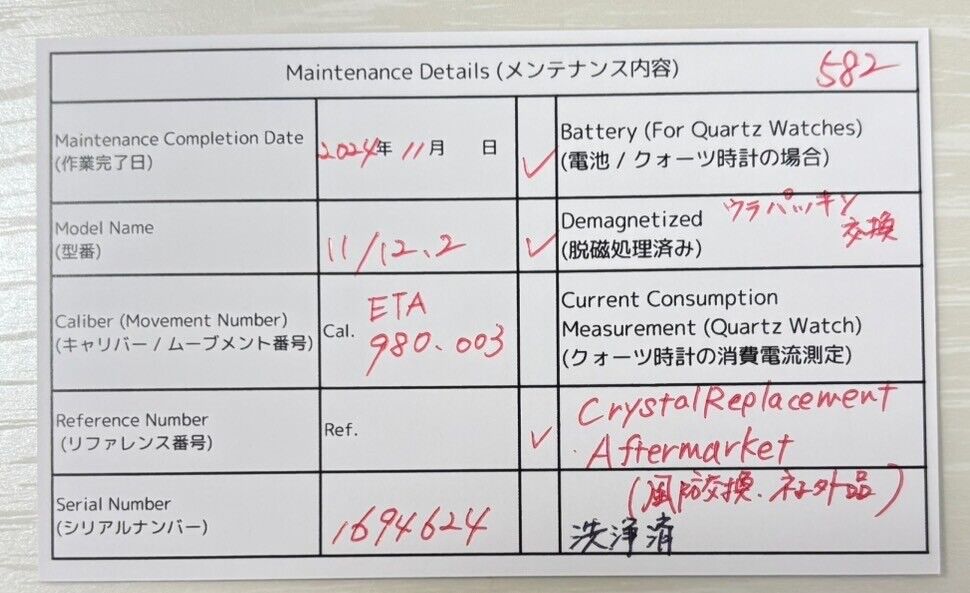 Maintenance Details (メンテナンス内容)
582
Maintenance Completion Date
(作業完了日)
2024年 11月 日
✓
Battery (For Quartz Watches)
(電池 / クォーツ時計の場合)
Model Name
(型番)
11/12.2
✓
Demagnetized
(脱磁処理済み)
ウラパッキン
交換
Caliber (Movement Number)
(キャリバー / ムーブメント番号)
Cal.
ETA
980.003
Current Consumption
Measurement (Quartz Watch)
(クォーツ時計の消費電流測定)
Reference Number
(リファレンス番号)
Ref.
✓
Crystal Replacement
Aftermarket
(風防交換、社外品)
Serial Number
(シリアルナンバー)
1694624
洗浄済